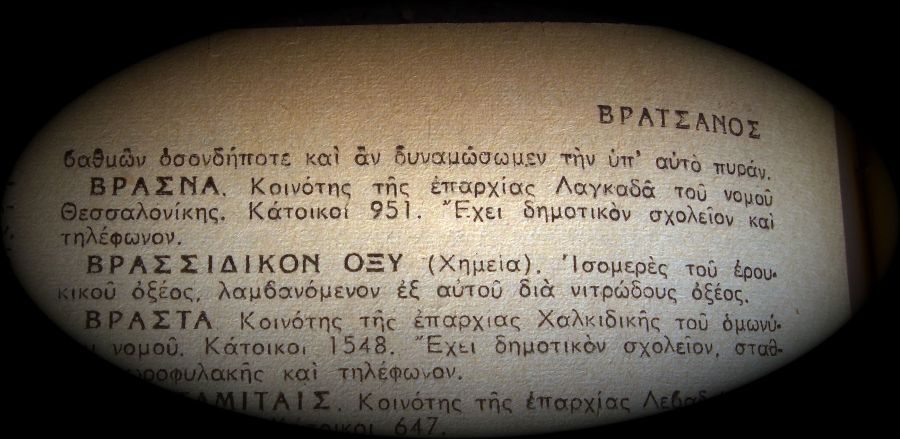 ΒΡΑΤΣΑΝΟΣ
βαθμῶν ὁσονδήποτε καὶ ἂν δυναμώσωμεν τὴν ὑπ' αὐτὸ πυράν.
ΒΡΑΣΝΑ. Κοινότης τῆς ἐπαρχίας Λαγκαδᾶ τοῦ νομοῦ
Θεσσαλονίκης. Κάτοικοι 951. Ἔχει δημοτικὸν σχολεῖον καὶ
τηλέφωνον.
ΒΡΑΣΣΙΔΙΚΟΝ ΟΞΥ (Χημεία). Ἰσομερὲς τοῦ ἐρου-
κικοῦ ὀξέος, λαμβανόμενον ἐξ αὐτοῦ διὰ νιτρώδους ὀξέος.
ΒΡΑΣΤΑ. Κοινότης τῆς ἐπαρχίας Χαλκιδικῆς τοῦ ὁμωνύ-
νομοῦ. Κάτοικοι 1548. Ἔχει δημοτικὸν σχολεῖον, σταθ-
καὶ τηλέφωνον.
Κοινότης τῆς ἐπαρχίας
647.